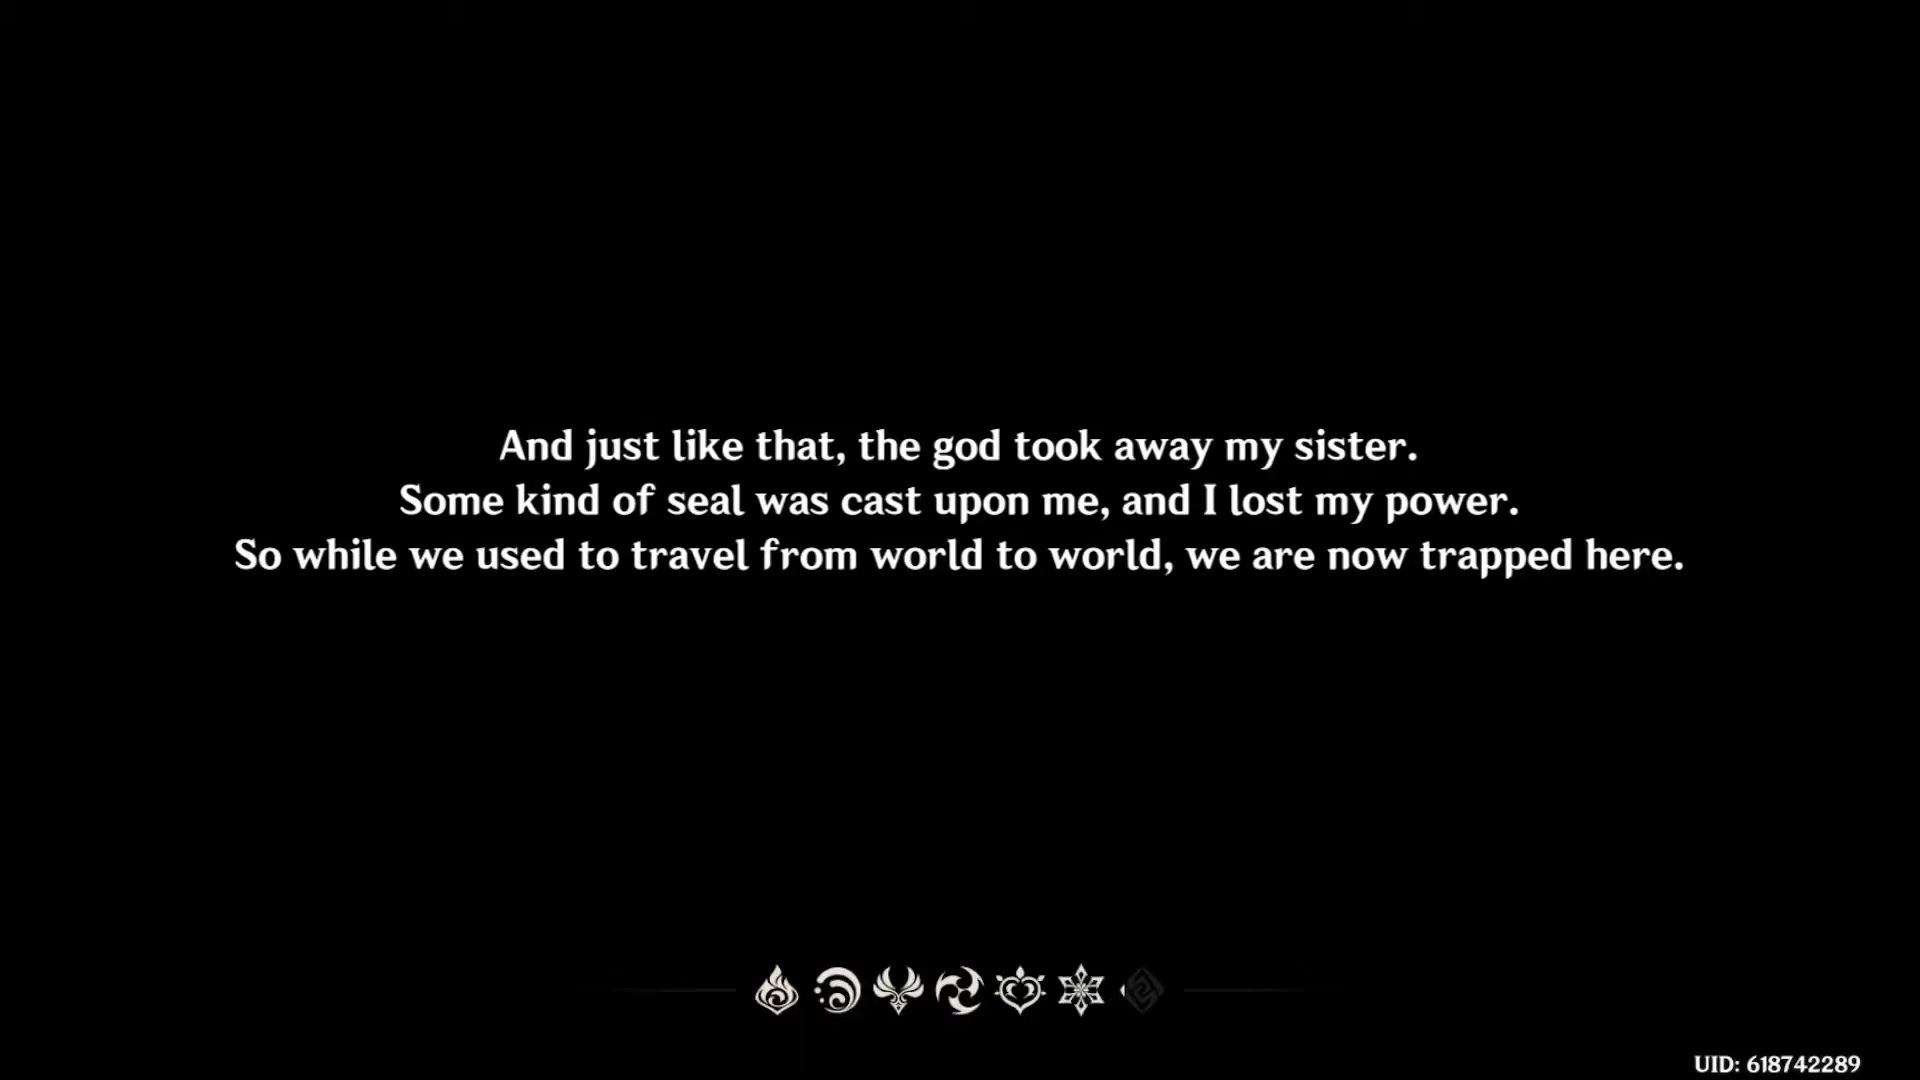 And just like that, the god took away my sister.
Some kind of seal was cast upon me, and I lost my power.
So while we used to travel from world to world, we are now trapped here.
UID: 618742289